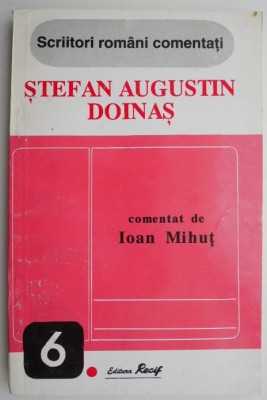 Scriitori români comentați
ȘTEFAN AUGUSTIN
DOINAȘ
comentat de
Ioan Mihuț
6
Editura Recif